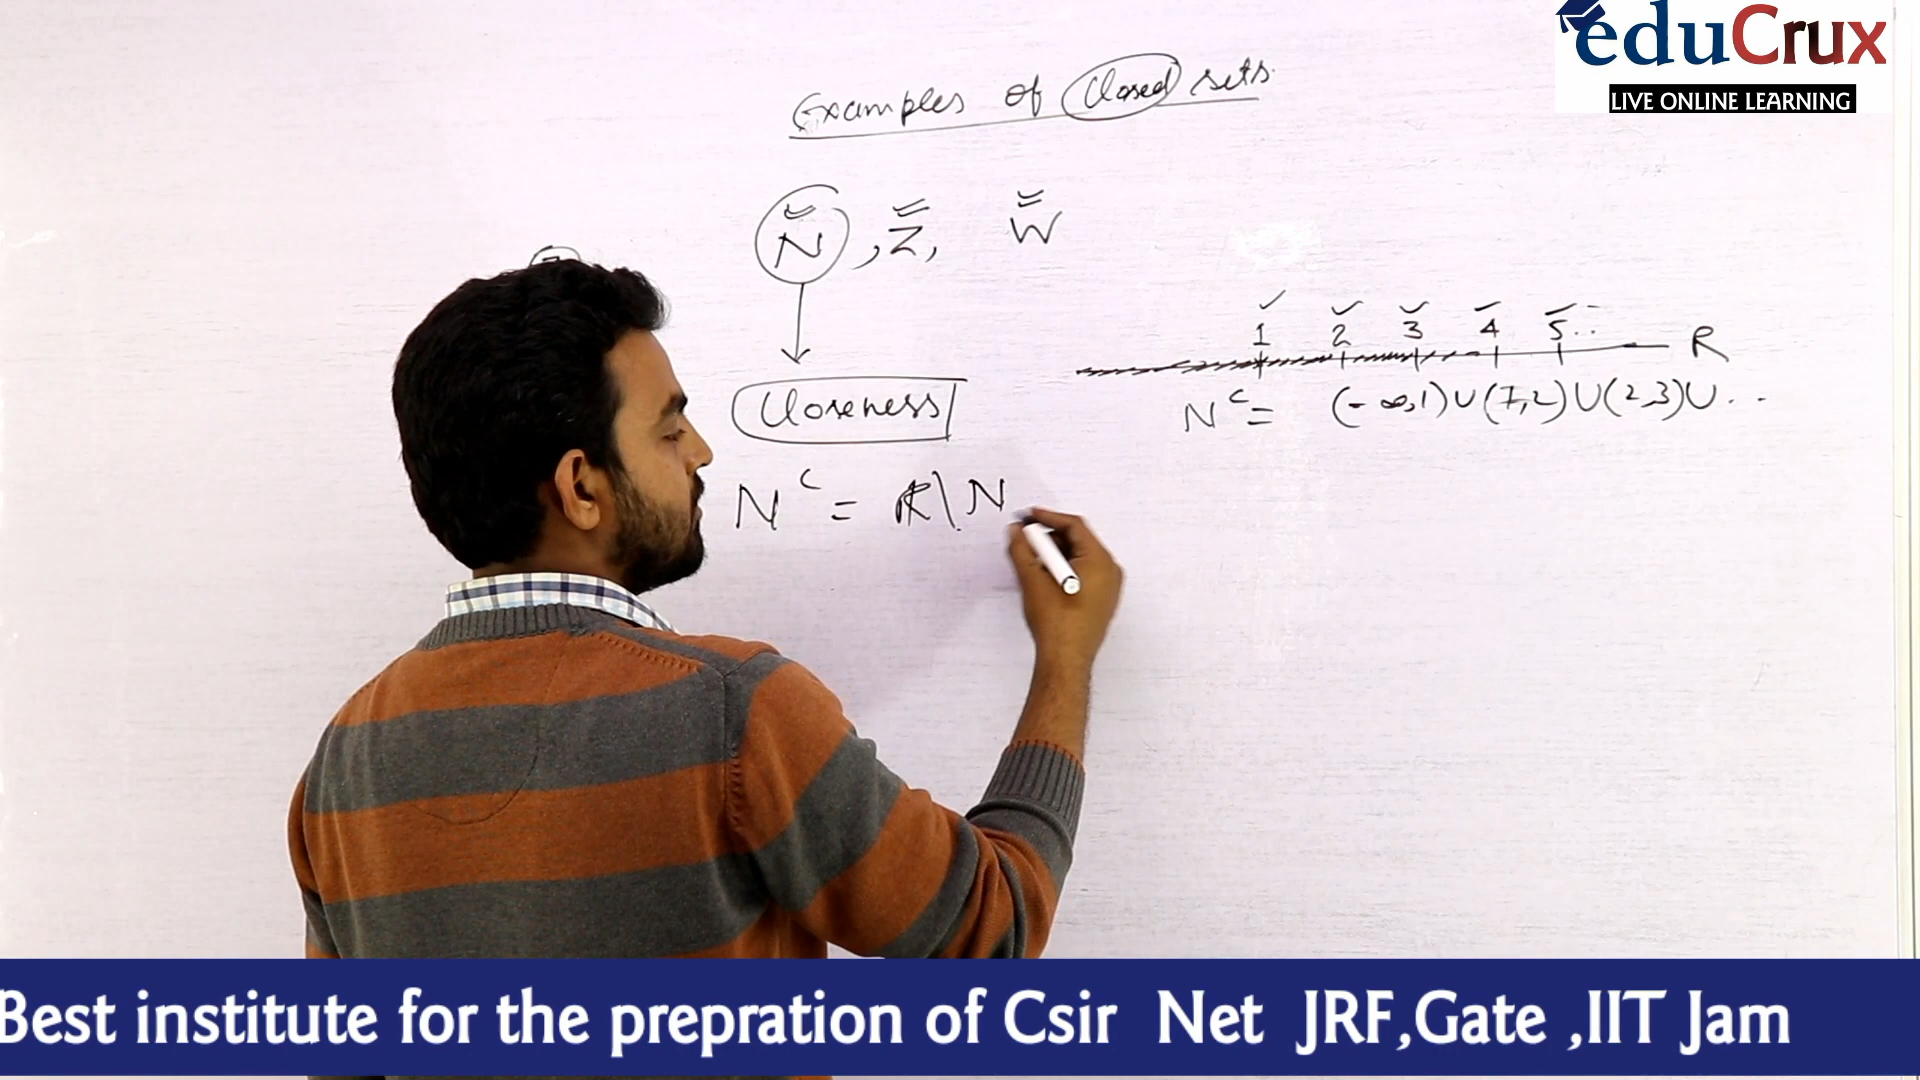 eduCrux
LIVE ONLINE LEARNING
Examples of closed sets.
N, Z, W
1 2 3 4 5.. R
N^c = (-∞,1)∪(1,2)∪(2,3)∪...
Closeness
N^c = R\N
Best institute for the prepration of Csir Net JRF,Gate ,IIT Jam